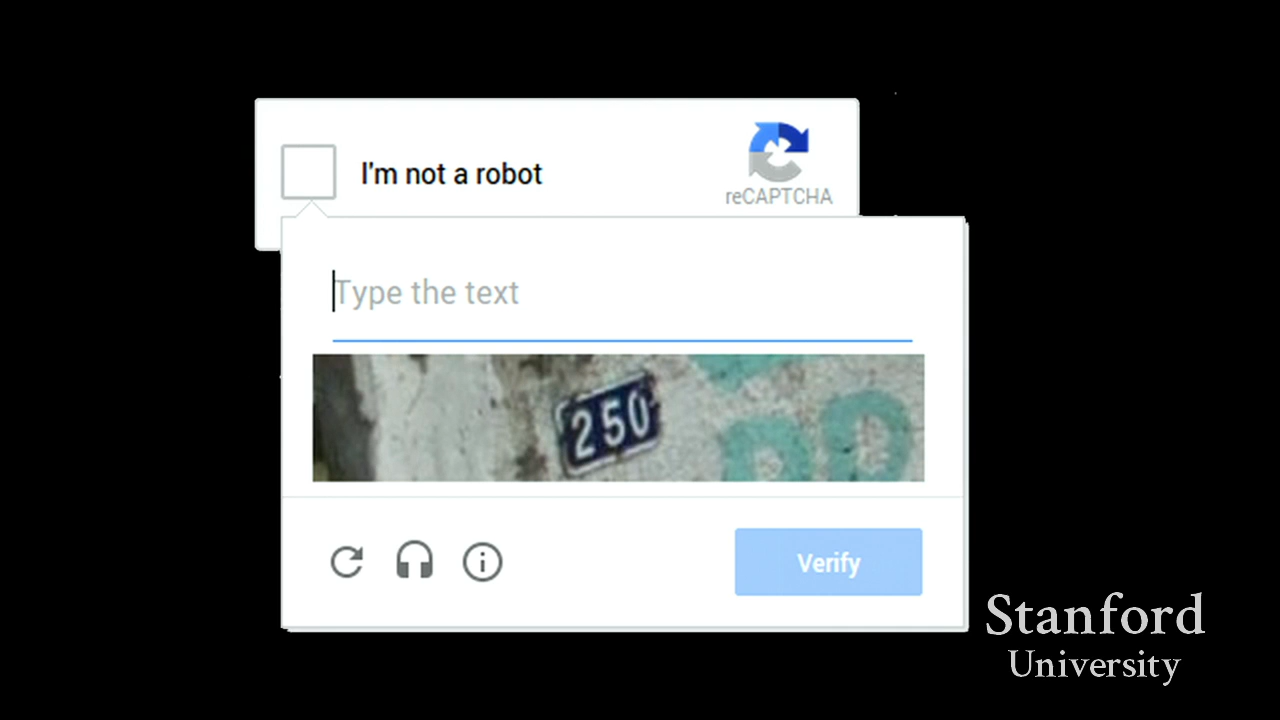 I'm not a robot
reCAPTCHA
Type the text
250
Verify
Stanford
University